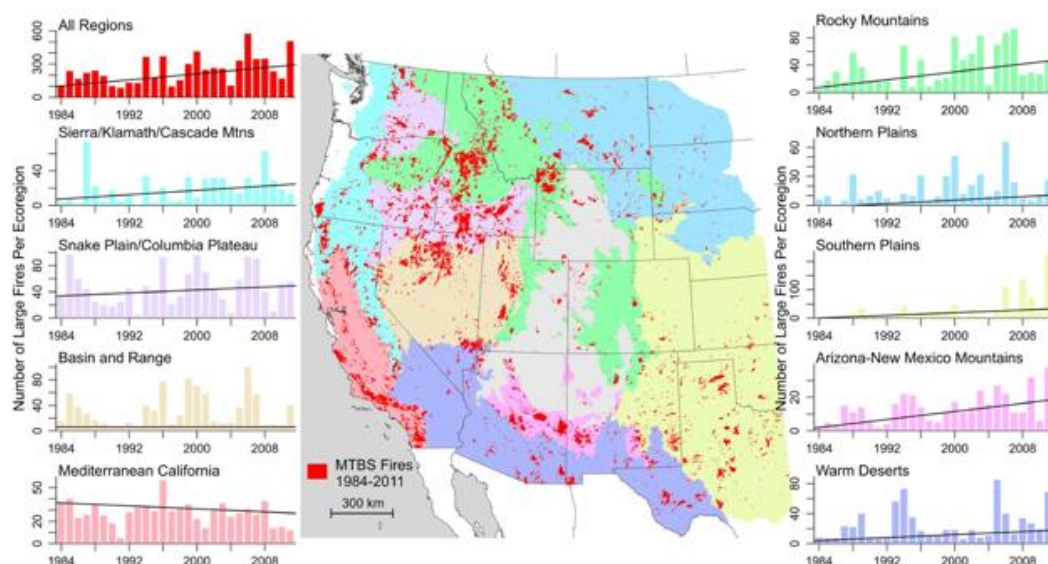 All Regions
600
300
0
1984 1992 2000 2008
Sierra/Klamath/Cascade Mtns
40
0
1984 1992 2000 2008
Snake Plain/Columbia Plateau
80
40
0
1984 1992 2000 2008
Basin and Range
80
40
0
1984 1992 2000 2008
Mediterranean California
50
20
0
1984 1992 2000 2008
Number of Large Fires Per Ecoregion
MTBS Fires
1984-2011
300 km
Number of Large Fires Per Ecoregion
Rocky Mountains
80
40
0
1984 1992 2000 2008
Northern Plains
60
30
0
1984 1992 2000 2008
Southern Plains
100
0
1984 1992 2000 2008
Arizona-New Mexico Mountains
20
0
1984 1992 2000 2008
Warm Deserts
80
40
0
1984 1992 2000 2008